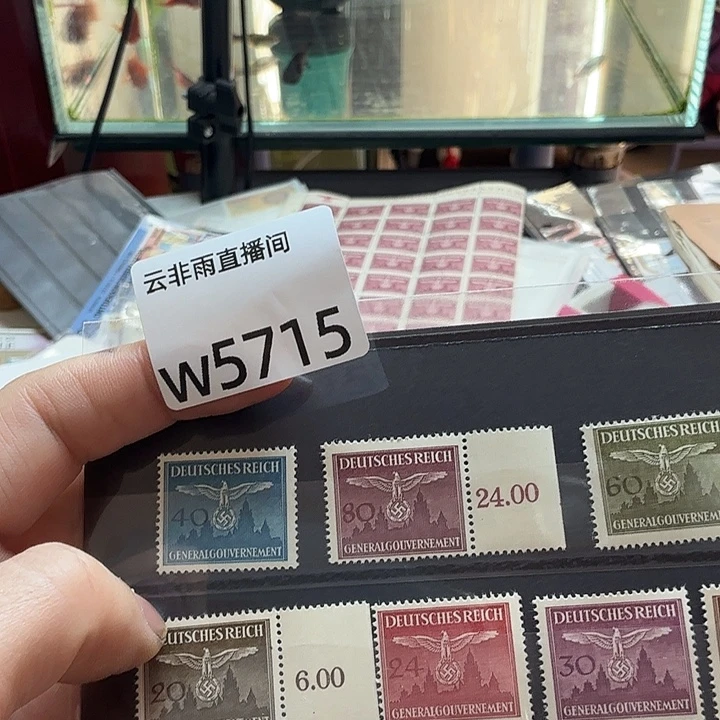 云非雨直播间
W5715
DEUTSCHES REICH
40
GENERALGOUVERNEMENT
DEUTSCHES REICH
80
GENERALGOUVERNEMENT
24.00
DEUTSCHES REICH
60
GENERALGOUVERNEMENT
DEUTSCHES REICH
20
GENERALGOUVERNEMENT
6.00
DEUTSCHES REICH
24
GENERALGOUVERNEMENT
DEUTSCHES REICH
30
GENERALGOUVERNEMENT